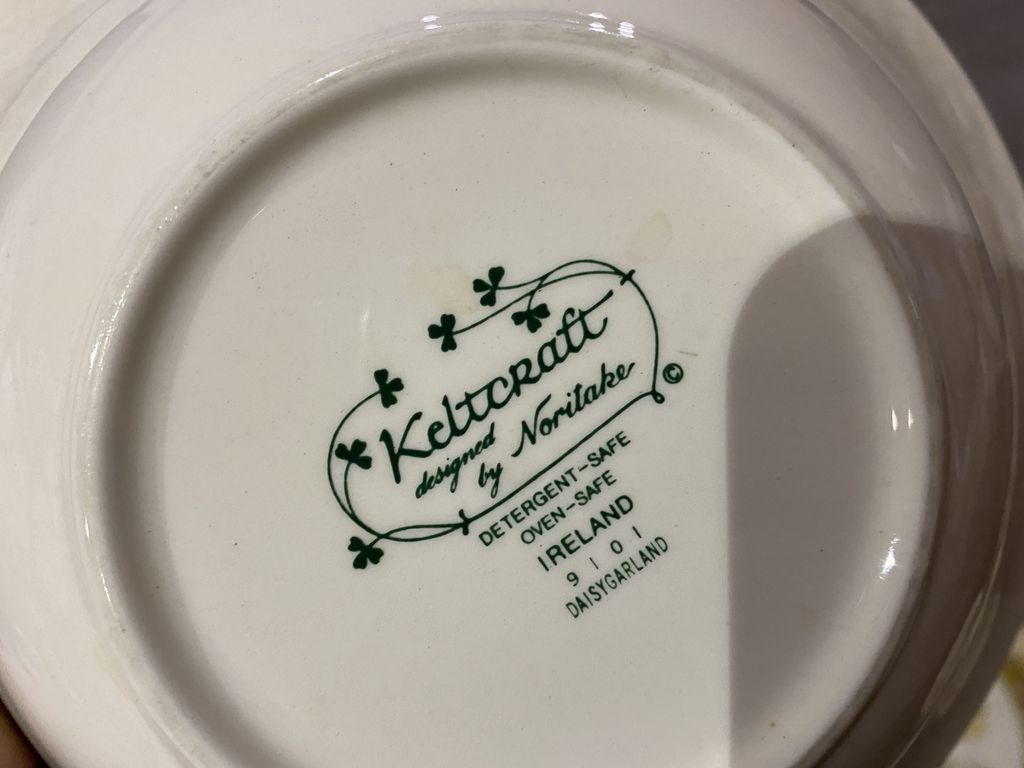 Keltcraft
designed
by Noritake
©
DETERGENT-SAFE
OVEN-SAFE
IRELAND
9101
DAISYGARLAND